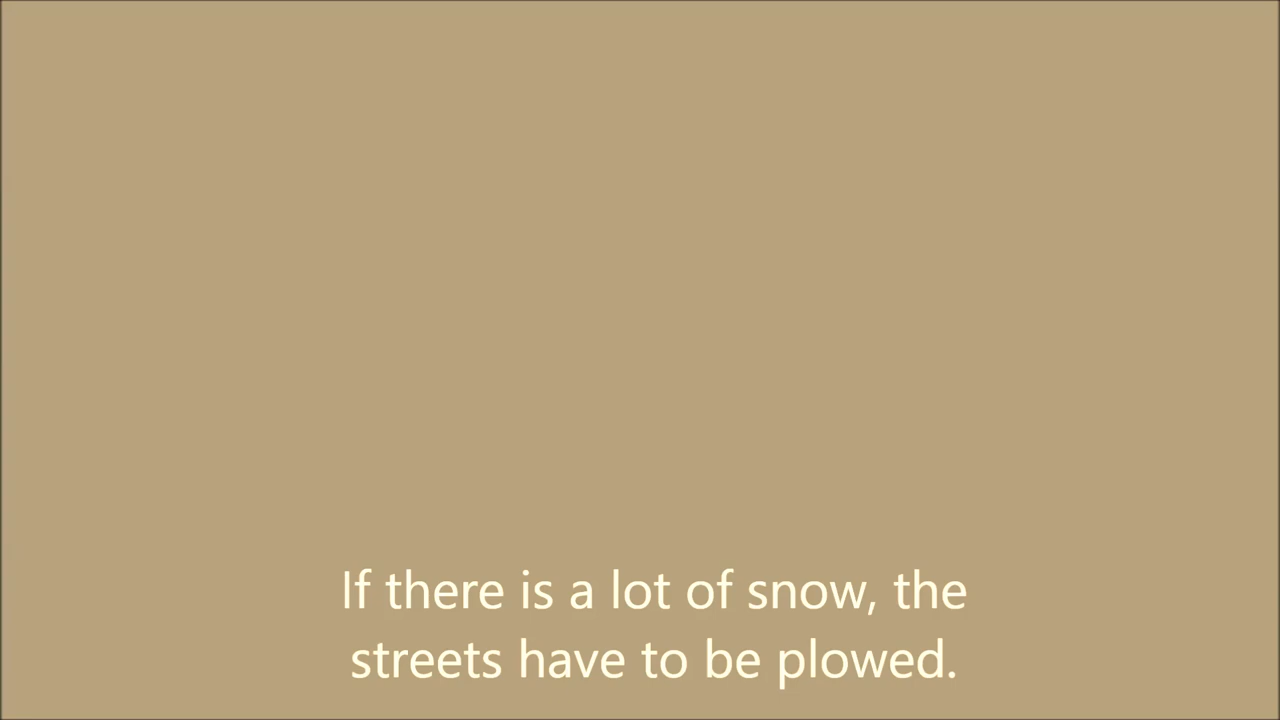 If there is a lot of snow, the
streets have to be plowed.